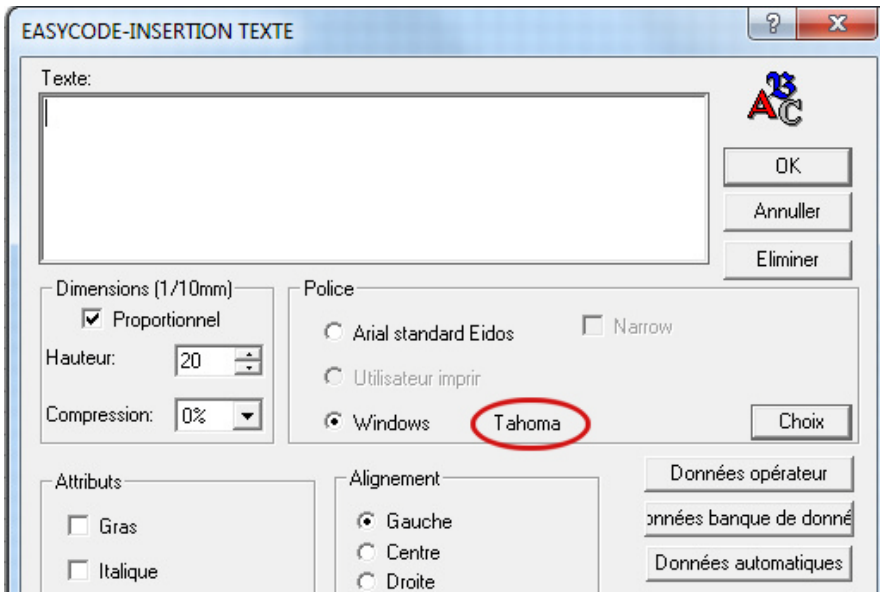 EASYCODE-INSERTION TEXTE
Texte:
ABC
OK
Annuller
Eliminer
Dimensions (1/10mm)
Proportionnel
Hauteur: 20
Compression: 0%
Police
Arial standard Eidos Narrow
Utilisateur imprir
Windows Tahoma Choix
Attributs
Gras
Italique
Alignement
Gauche
Centre
Droite
Données opérateur
onnées banque de donné
Données automatiques